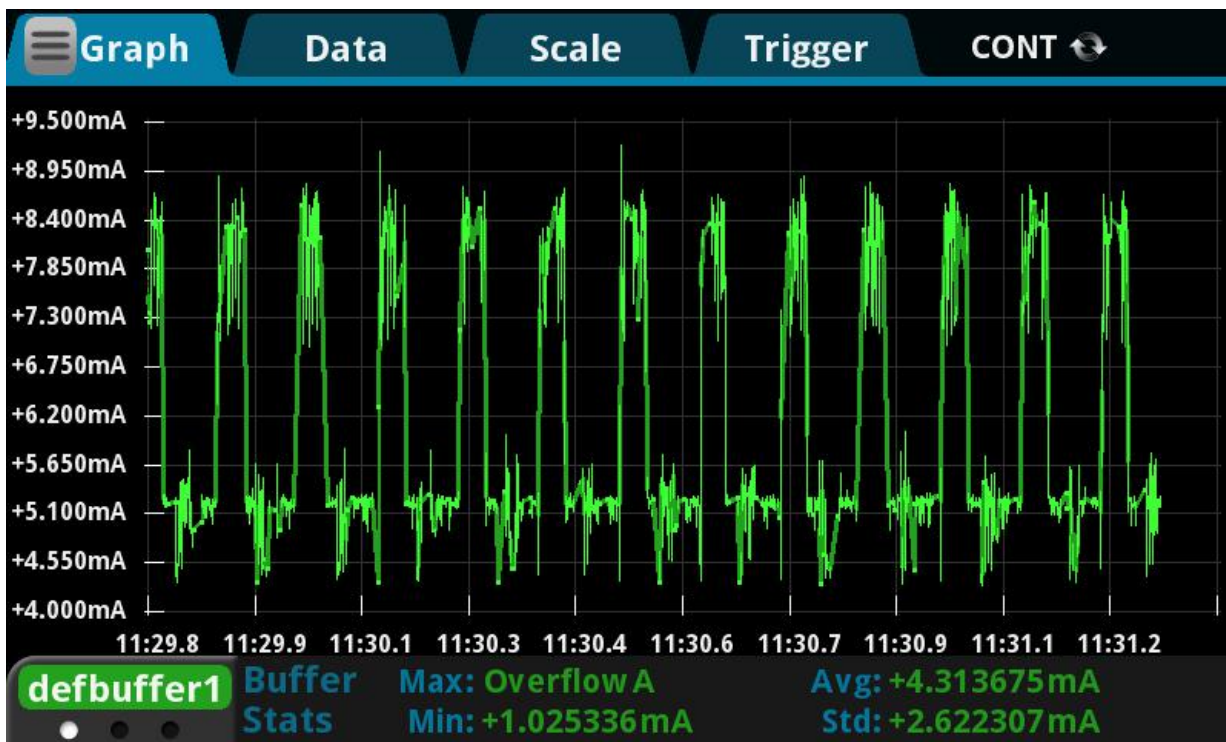 Graph Data Scale Trigger CONT
+9.500mA
+8.950mA
+8.400mA
+7.850mA
+7.300mA
+6.750mA
+6.200mA
+5.650mA
+5.100mA
+4.550mA
+4.000mA
11:29.8 11:29.9 11:30.1 11:30.3 11:30.4 11:30.6 11:30.7 11:30.9 11:31.1 11:31.2
defbuffer1 Buffer Max: Overflow A Avg: +4.313675mA
Stats Min: +1.025336mA Std: +2.622307mA